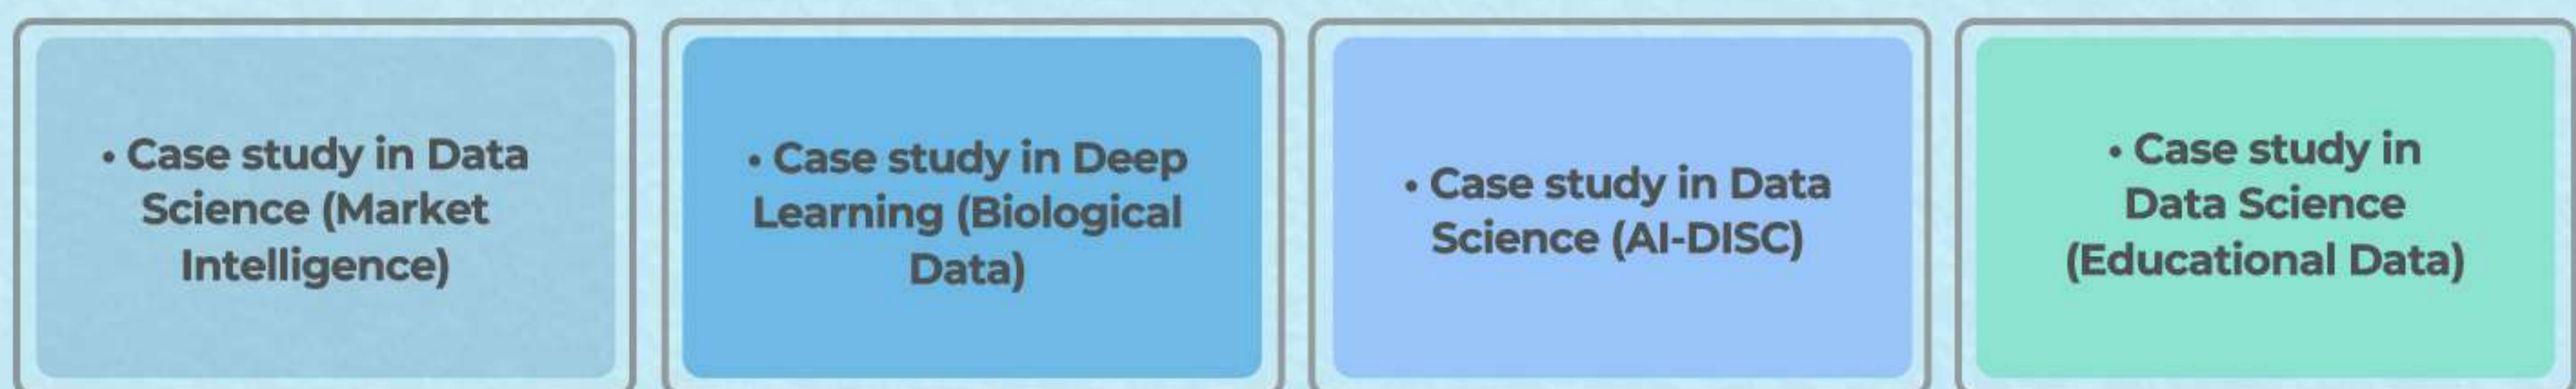 • Case study in Data
Science (Market
Intelligence)
• Case study in Deep
Learning (Biological
Data)
• Case study in Data
Science (AI-DISC)
• Case study in
Data Science
(Educational Data)